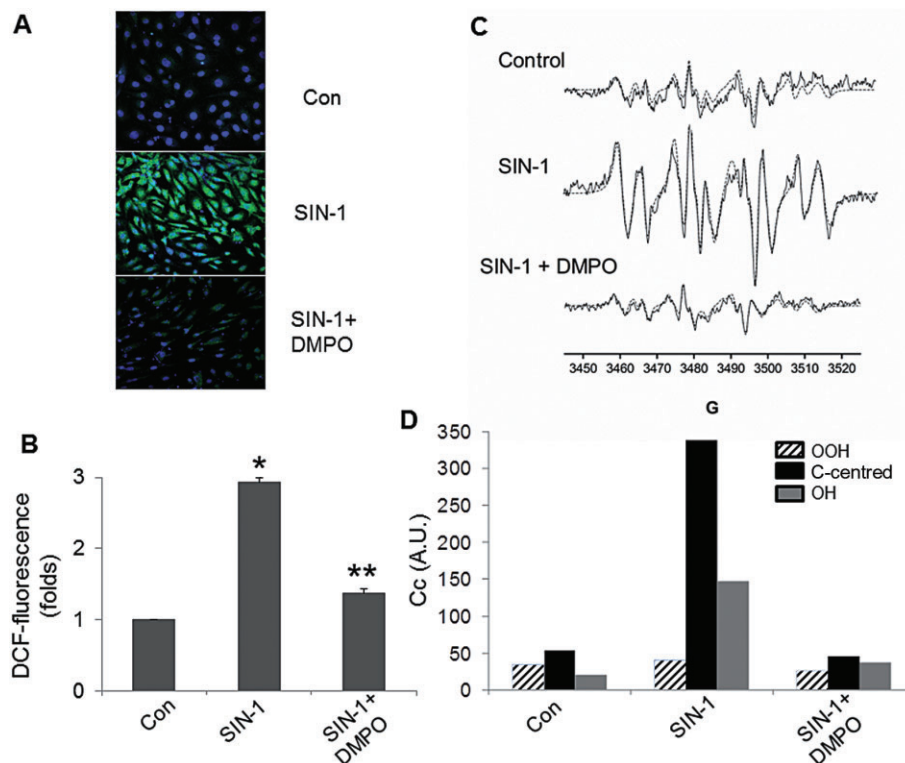 A
Con
SIN-1
SIN-1+
DMPO
B
DCF-fluorescence
(folds)
3
2
1
0
*
**
Con
SIN-1
SIN-1+
DMPO
C
Control
SIN-1
SIN-1 + DMPO
3450 3460 3470 3480 3490 3500 3510 3520
G
D
Cc (A.U.)
350
300
250
200
150
100
50
0
OOH
C-centred
OH
Con
SIN-1
SIN-1+
DMPO